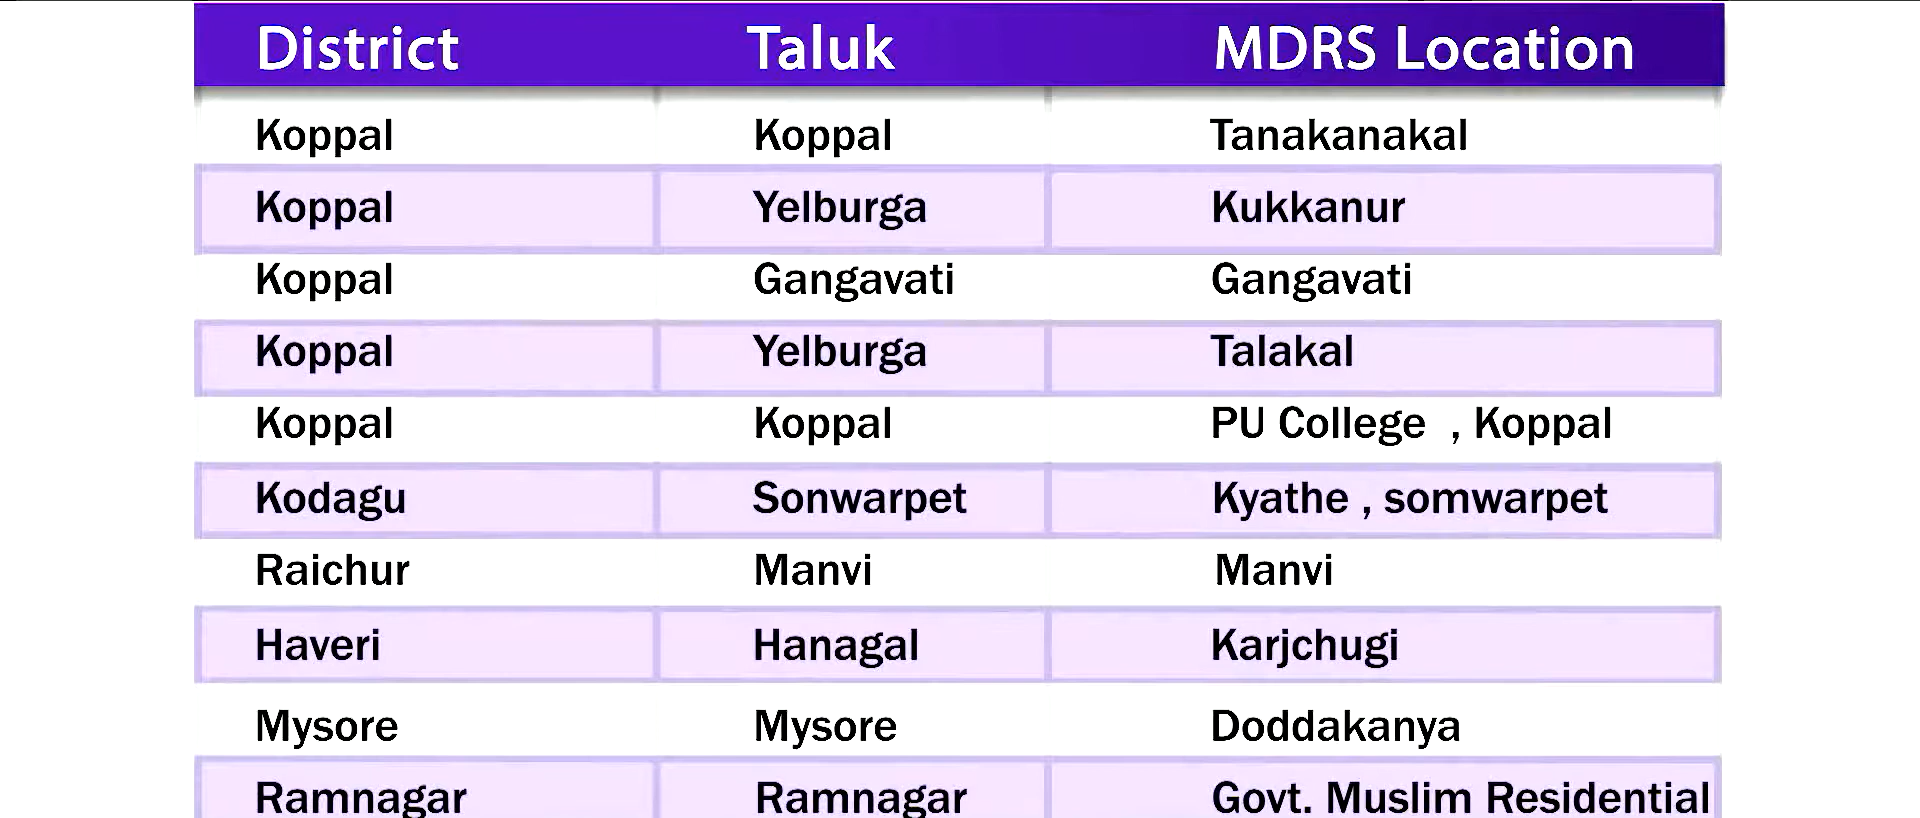 District Taluk MDRS Location
Koppal Koppal Tanakanakal
Koppal Yelburga Kukkanur
Koppal Gangavati Gangavati
Koppal Yelburga Talakal
Koppal Koppal PU College , Koppal
Kodagu Sonwarpet Kyathe , somwarpet
Raichur Manvi Manvi
Haveri Hanagal Karjchugi
Mysore Mysore Doddakanya
Ramnagar Ramnagar Govt. Muslim Residential